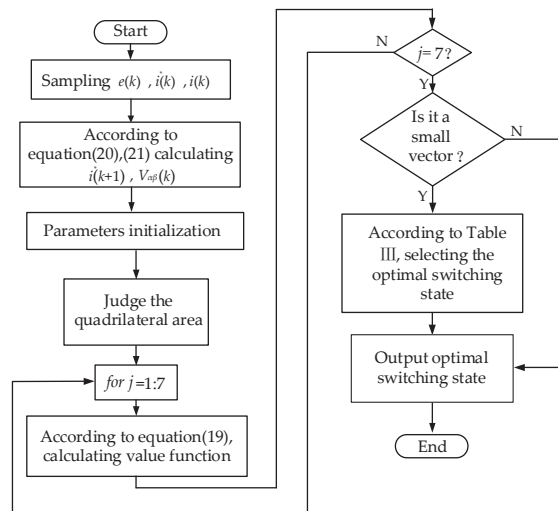 Start
Sampling e(k) , i(k) , i(k)
According to
equation(20),(21) calculating
i(k+1) , Vαβ(k)
Parameters initialization
Judge the
quadrilateral area
for j=1:7
According to equation(19),
calculating value function
N
j= 7?
Y
Is it a
small
vector ?
N
Y
According to Table
III, selecting the
optimal switching
state
Output optimal
switching state
End